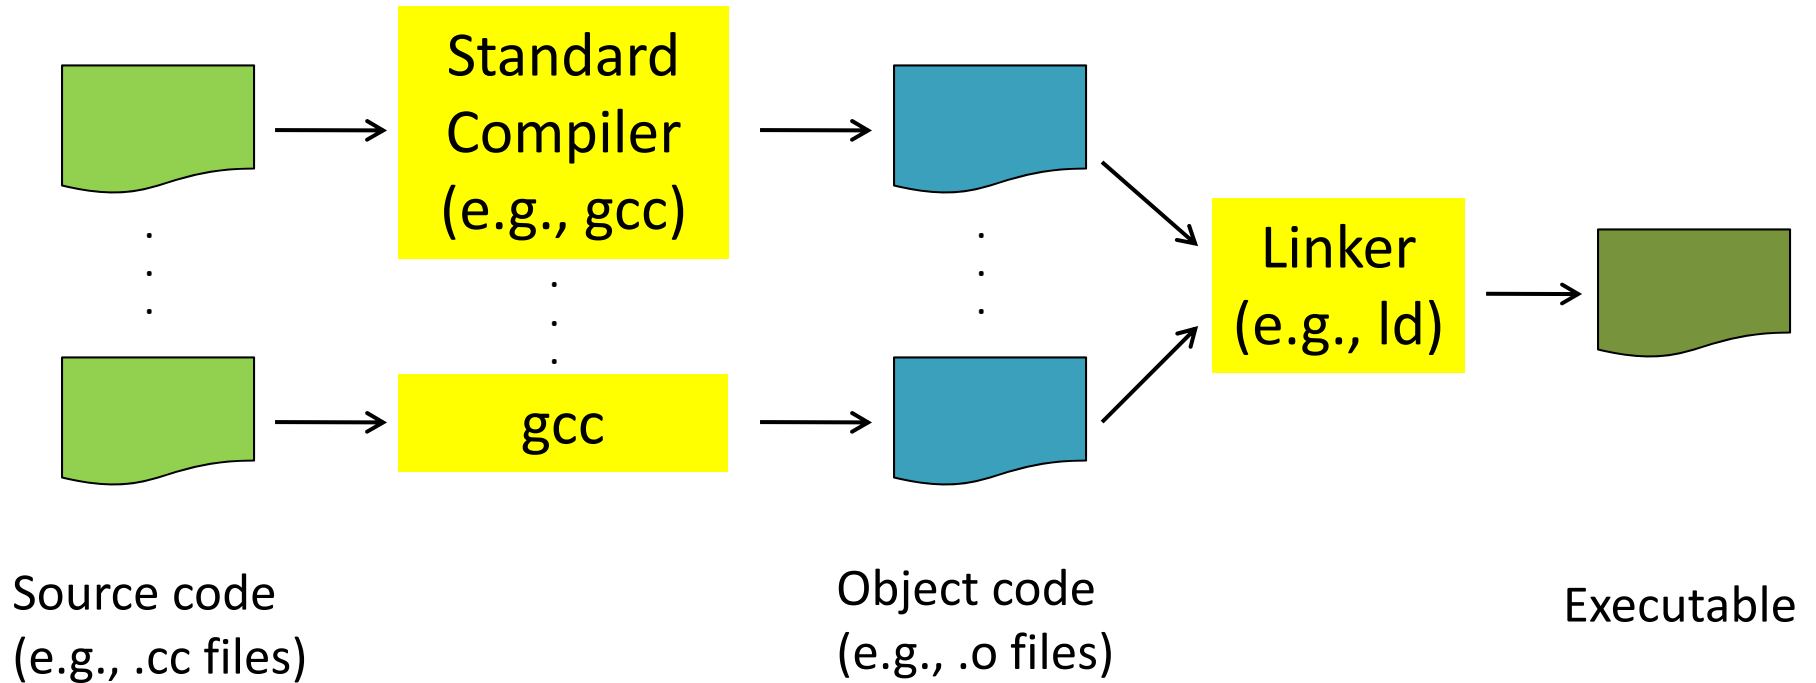 Standard
Compiler
(e.g., gcc)
Linker
(e.g., ld)
gcc
Source code
(e.g., .cc files)
Object code
(e.g., .o files)
Executable